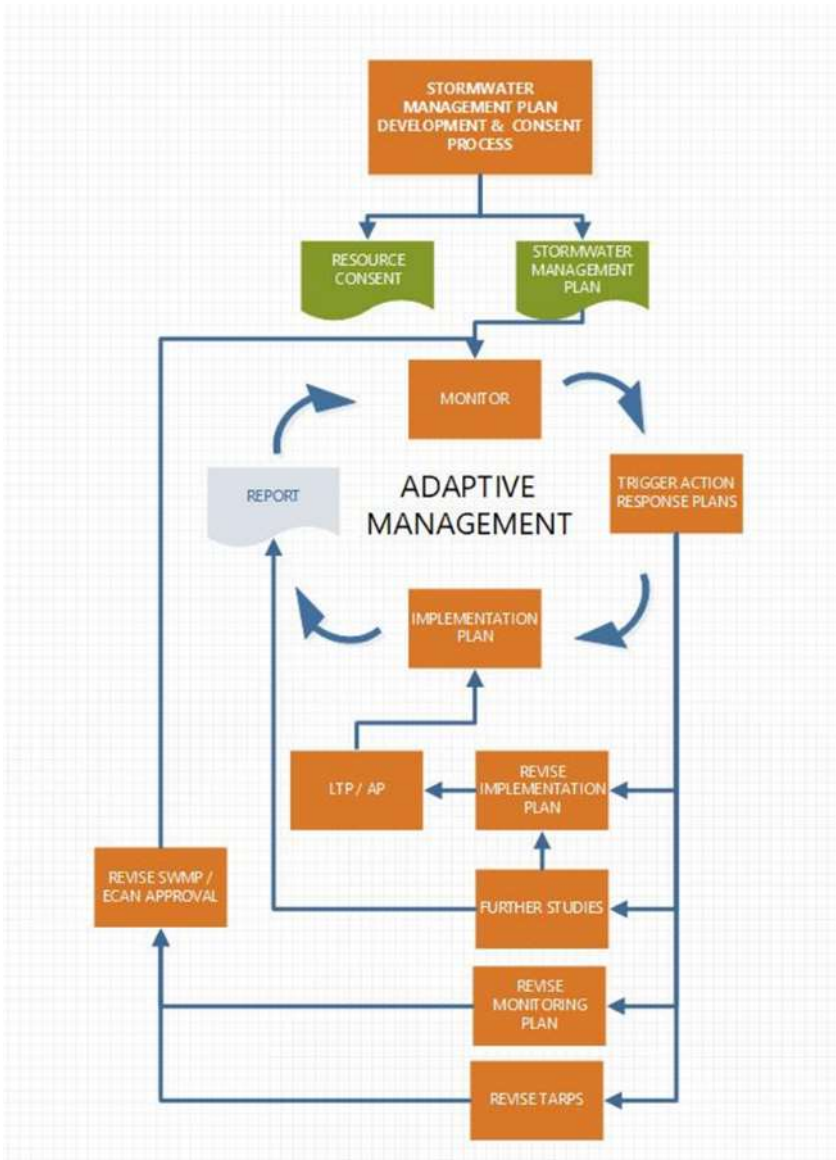 STORMWATER
MANAGEMENT PLAN
DEVELOPMENT & CONSENT
PROCESS
RESOURCE
CONSENT
STORMWATER
MANAGEMENT
PLAN
MONITOR
REPORT
ADAPTIVE
MANAGEMENT
TRIGGER ACTION
RESPONSE PLANS
IMPLEMENTATION
PLAN
LTP / AP
REVISE
IMPLEMENTATION
PLAN
REVISE SWMP /
ECAN APPROVAL
FURTHER STUDIES
REVISE
MONITORING
PLAN
REVISE TARPS